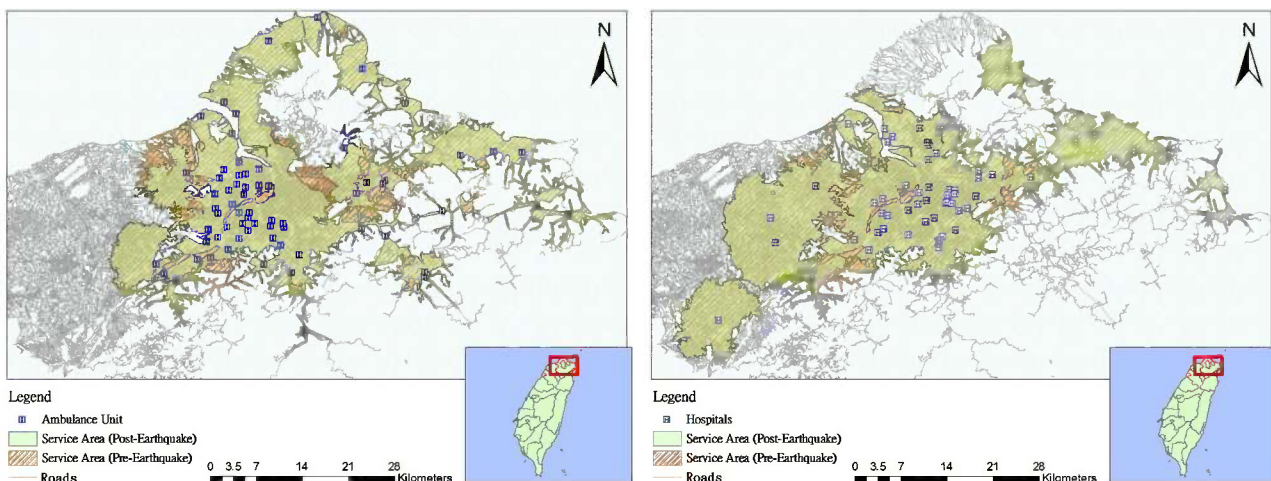 N
Legend
Ambulance Unit
Service Area (Post-Earthquake)
Service Area (Pre-Earthquake)
Roads
0 3.5 7 14 21 28
Kilometers
N
Legend
Hospitals
Service Area (Post-Earthquake)
Service Area (Pre-Earthquake)
Roads
0 3.5 7 14 21 28
Kilometers